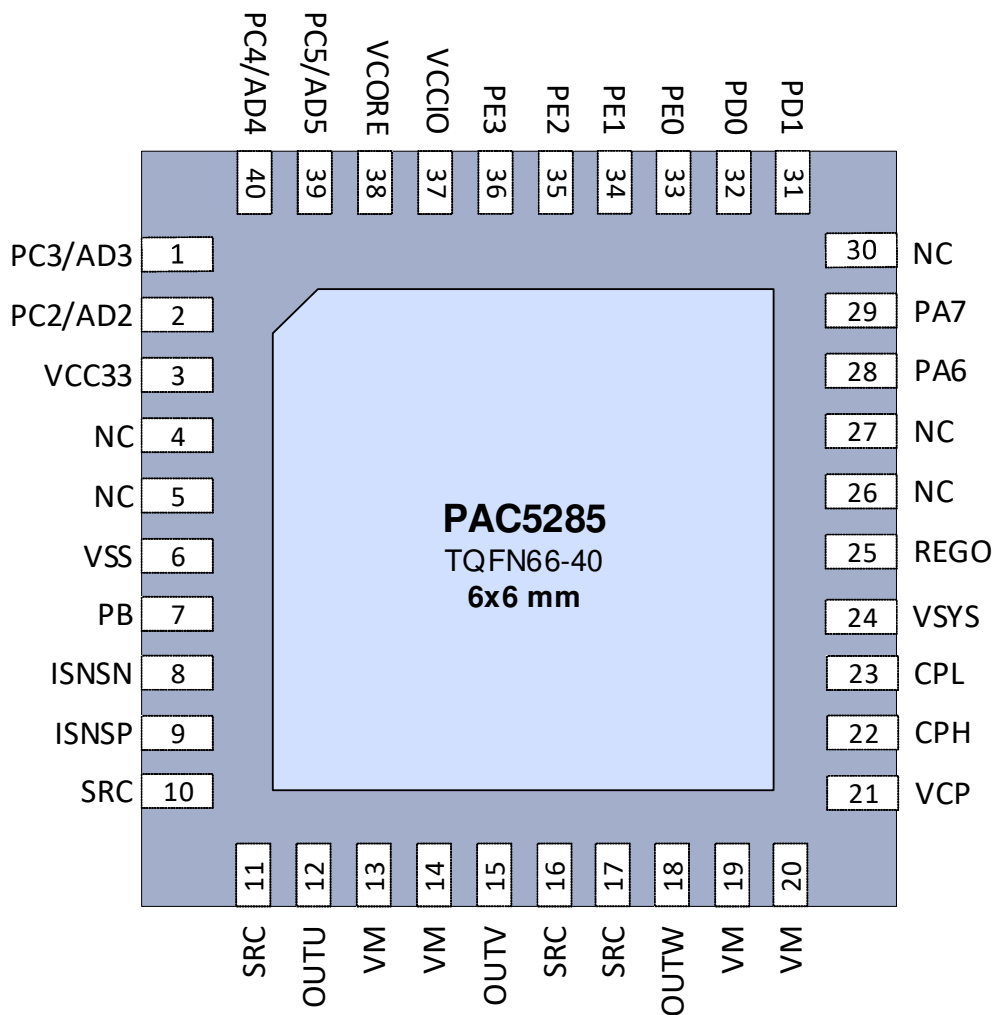 PC4/AD4
PC5/AD5
VCORE
VCCIO
PE3
PE2
PE1
PE0
PD0
PD1
40
39
38
37
36
35
34
33
32
31
PC3/AD3 1
PC2/AD2 2
VCC33 3
NC 4
NC 5
VSS 6
PB 7
ISNSN 8
ISNSP 9
SRC 10
PAC5285
TQFN66-40
6x6 mm
30 NC
29 PA7
28 PA6
27 NC
26 NC
25 REGO
24 VSYS
23 CPL
22 CPH
21 VCP
11
12
13
14
15
16
17
18
19
20
SRC
OUTU
VM
VM
OUTV
SRC
SRC
OUTW
VM
VM